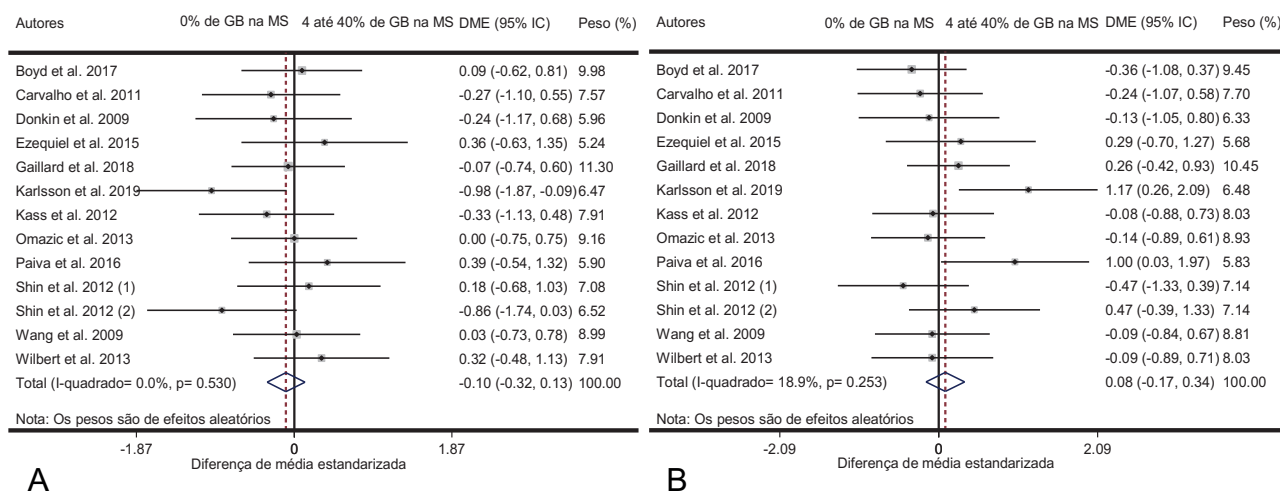 Autores 0% de GB na MS 4 até 40% de GB na MS DME (95% IC) Peso (%)
Boyd et al. 2017 0.09 (-0.62, 0.81) 9.98
Carvalho et al. 2011 -0.27 (-1.10, 0.55) 7.57
Donkin et al. 2009 -0.24 (-1.17, 0.68) 5.96
Ezequiel et al. 2015 0.36 (-0.63, 1.35) 5.24
Gaillard et al. 2018 -0.07 (-0.74, 0.60) 11.30
Karlsson et al. 2019 -0.98 (-1.87, -0.09) 6.47
Kass et al. 2012 -0.33 (-1.13, 0.48) 7.91
Omazic et al. 2013 0.00 (-0.75, 0.75) 9.16
Paiva et al. 2016 0.39 (-0.54, 1.32) 5.90
Shin et al. 2012 (1) 0.18 (-0.68, 1.03) 7.08
Shin et al. 2012 (2) -0.86 (-1.74, 0.03) 6.52
Wang et al. 2009 0.03 (-0.73, 0.78) 8.99
Wilbert et al. 2013 0.32 (-0.48, 1.13) 7.91
Total (I-quadrado= 0.0%, p= 0.530) -0.10 (-0.32, 0.13) 100.00
Nota: Os pesos são de efeitos aleatórios
-1.87 0 1.87
Diferença de média estandarizada
A
Autores 0% de GB na MS 4 até 40% de GB na MS DME (95% IC) Peso (%)
Boyd et al. 2017 -0.36 (-1.08, 0.37) 9.45
Carvalho et al. 2011 -0.24 (-1.07, 0.58) 7.70
Donkin et al. 2009 -0.13 (-1.05, 0.80) 6.33
Ezequiel et al. 2015 0.29 (-0.70, 1.27) 5.68
Gaillard et al. 2018 0.26 (-0.42, 0.93) 10.45
Karlsson et al. 2019 1.17 (0.26, 2.09) 6.48
Kass et al. 2012 -0.08 (-0.88, 0.73) 8.03
Omazic et al. 2013 -0.14 (-0.89, 0.61) 8.93
Paiva et al. 2016 1.00 (0.03, 1.97) 5.83
Shin et al. 2012 (1) -0.47 (-1.33, 0.39) 7.14
Shin et al. 2012 (2) 0.47 (-0.39, 1.33) 7.14
Wang et al. 2009 -0.09 (-0.84, 0.67) 8.81
Wilbert et al. 2013 -0.09 (-0.89, 0.71) 8.03
Total (I-quadrado= 18.9%, p= 0.253) 0.08 (-0.17, 0.34) 100.00
Nota: Os pesos são de efeitos aleatórios
-2.09 0 2.09
Diferença de média estandarizada
B